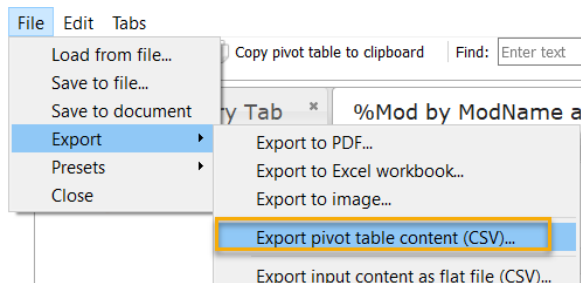 File Edit Tabs
Load from file...
Copy pivot table to clipboard Find: Enter text
Save to file...
Save to document
Tab × %Mod by ModName
Export
Export to PDF...
Presets
Export to Excel workbook...
Close
Export to image...
Export pivot table content (CSV)...
Export input content as flat file (CSV)...